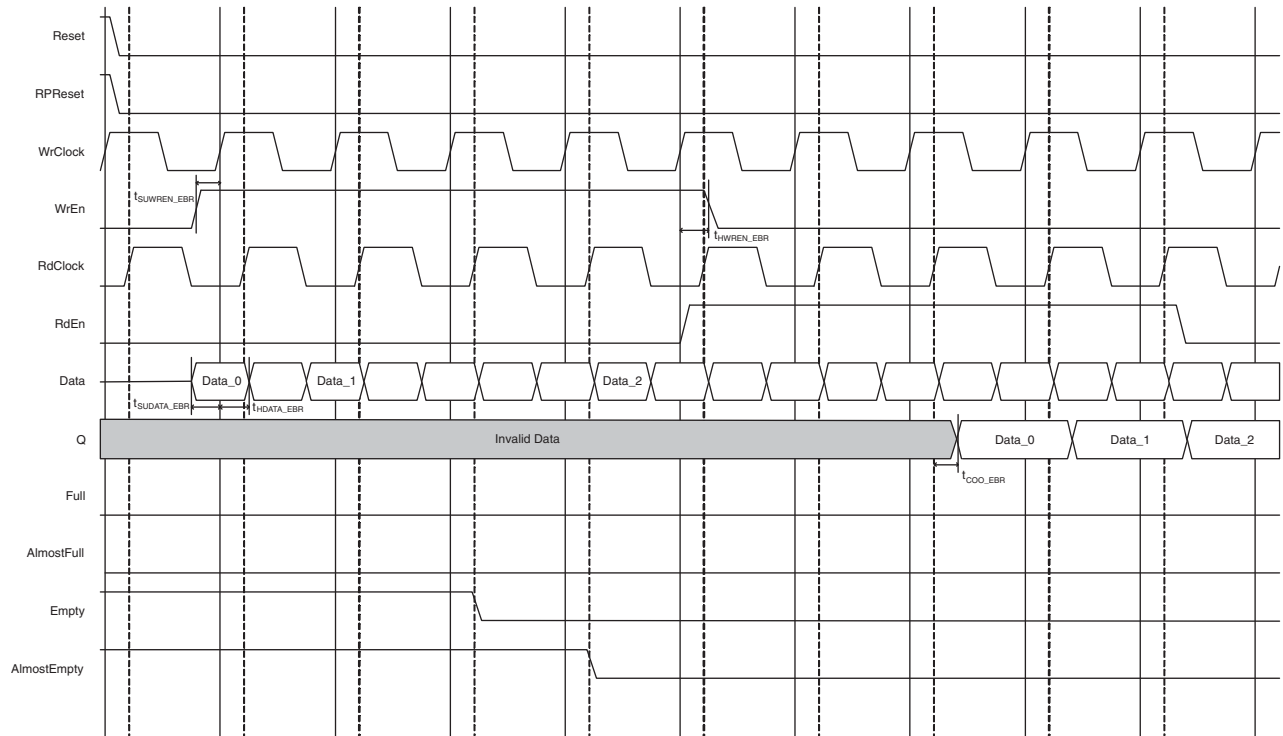 Reset
RPReset
WrClock
tSUWREN_EBR
WrEn
tHWREN_EBR
RdClock
RdEn
Data Data_0 Data_1 Data_2
tSUDATA_EBR tHDATA_EBR
Q Invalid Data Data_0 Data_1 Data_2
tCOO_EBR
Full
AlmostFull
Empty
AlmostEmpty